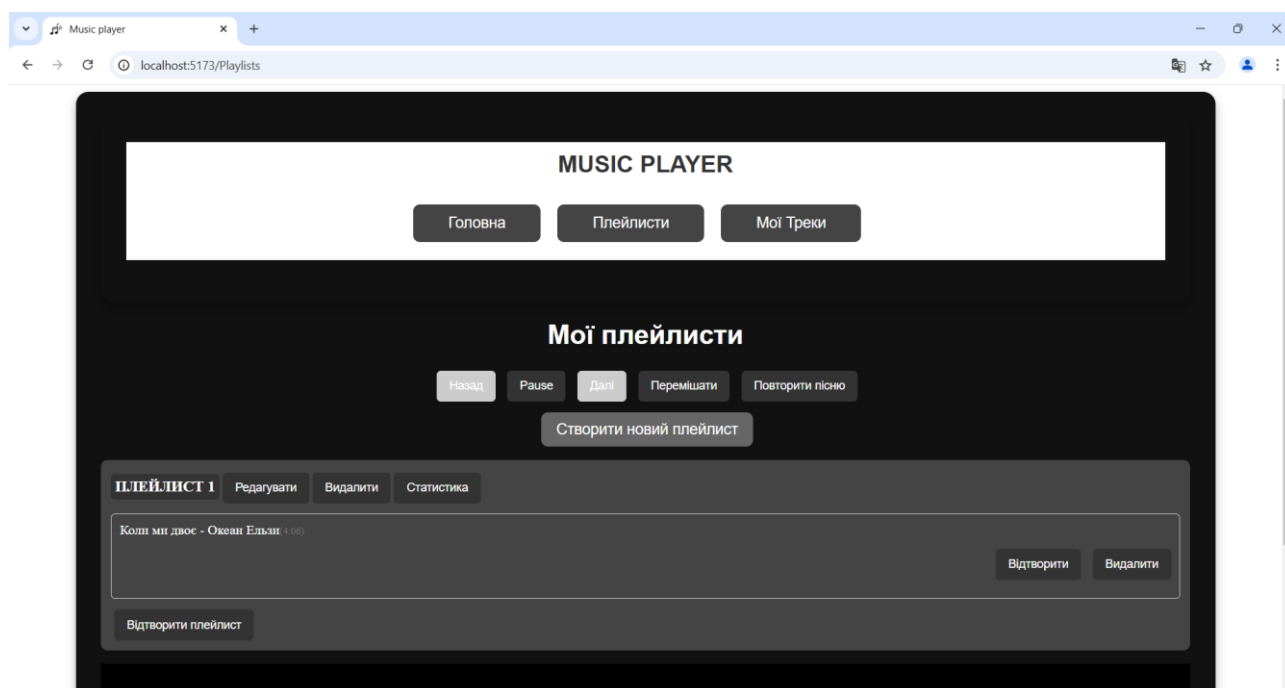 Music player
localhost:5173/Playlists
MUSIC PLAYER
Головна Плейлисти Мої Треки
Мої плейлисти
Назад Pause Далі Перемішати Повторити пісню
Створити новий плейлист
ПЛЕЙЛИСТ 1 Редагувати Видалити Статистика
Коли ми двоє - Океан Ельзи(4:06)
Відтворити Видалити
Відтворити плейлист